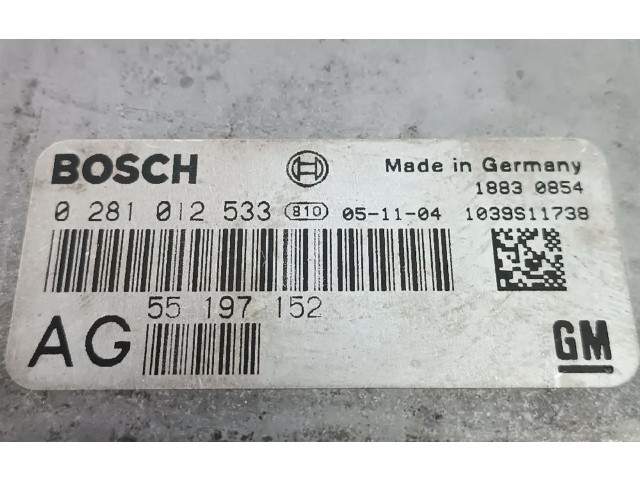 BOSCH
Made in Germany
1883 0854
0 281 012 533 810 05-11-04 1039S11738
55 197 152
AG
GM